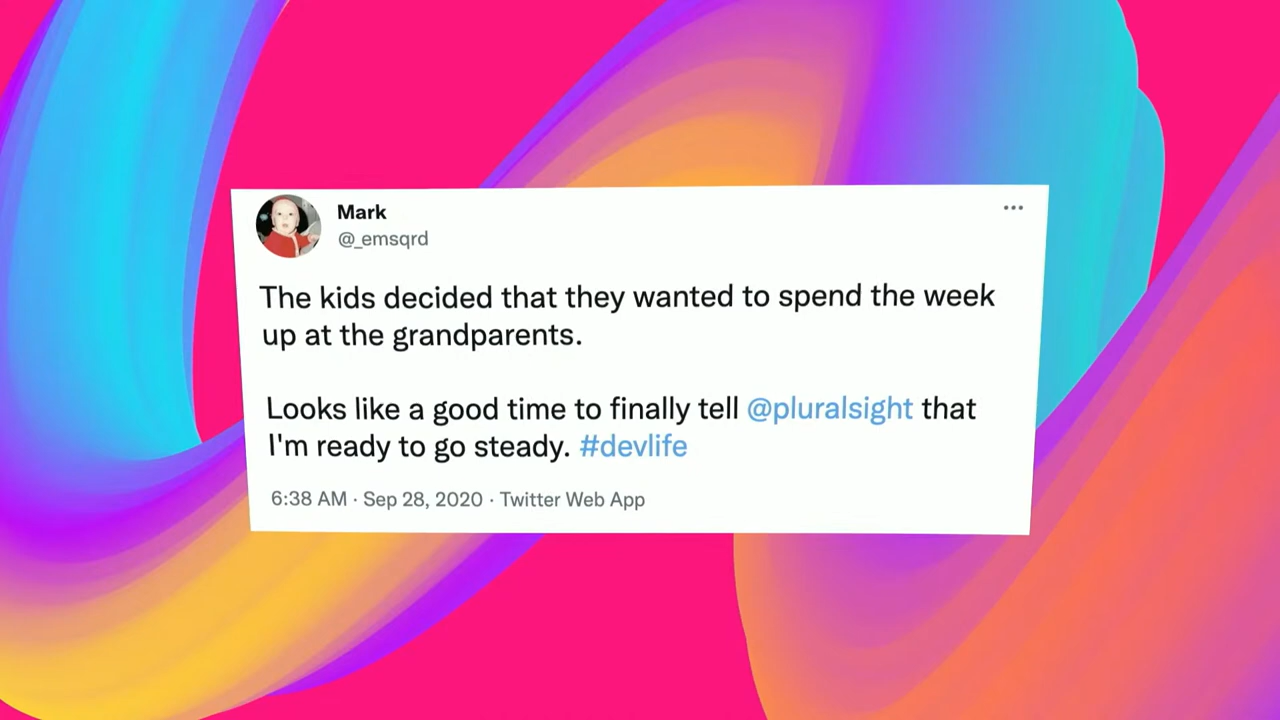 Mark
@_emsqrd
The kids decided that they wanted to spend the week
up at the grandparents.
Looks like a good time to finally tell @pluralsight that
I'm ready to go steady. #devlife
6:38 AM · Sep 28, 2020 · Twitter Web App